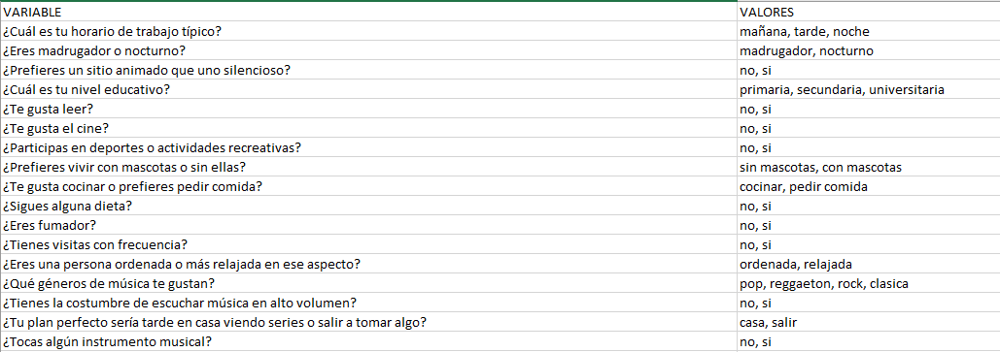 VARIABLE VALORES
¿Cuál es tu horario de trabajo típico? mañana, tarde, noche
¿Eres madrugador o nocturno? madrugador, nocturno
¿Prefieres un sitio animado que uno silencioso? no, si
¿Cuál es tu nivel educativo? primaria, secundaria, universitaria
¿Te gusta leer? no, si
¿Te gusta el cine? no, si
¿Participas en deportes o actividades recreativas? no, si
¿Prefieres vivir con mascotas o sin ellas? sin mascotas, con mascotas
¿Te gusta cocinar o prefieres pedir comida? cocinar, pedir comida
¿Sigues alguna dieta? no, si
¿Eres fumador? no, si
¿Tienes visitas con frecuencia? no, si
¿Eres una persona ordenada o más relajada en ese aspecto? ordenada, relajada
¿Qué géneros de música te gustan? pop, reggaeton, rock, clasica
¿Tienes la costumbre de escuchar música en alto volumen? no, si
¿Tu plan perfecto sería tarde en casa viendo series o salir a tomar algo? casa, salir
¿Tocas algún instrumento musical? no, si